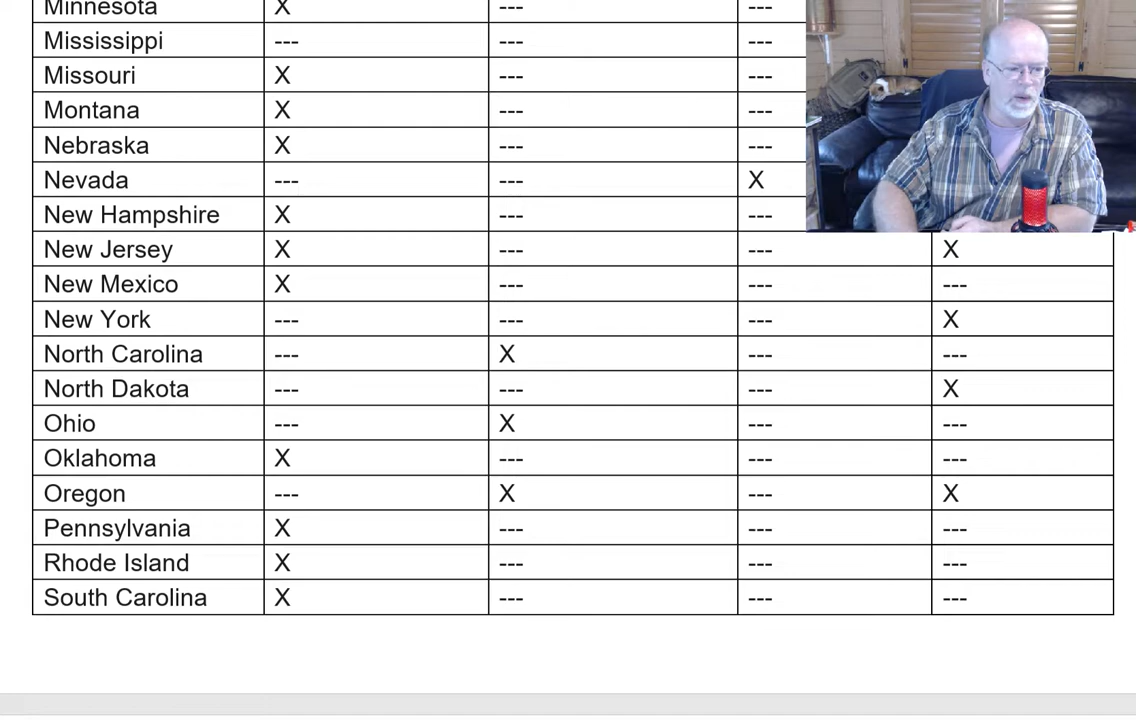 Minnesota X --- ---
Mississippi --- --- ---
Missouri X --- ---
Montana X --- ---
Nebraska X --- ---
Nevada --- --- X
New Hampshire X --- ---
New Jersey X --- --- X
New Mexico X --- --- ---
New York --- --- --- X
North Carolina --- X --- ---
North Dakota --- --- --- X
Ohio --- X --- ---
Oklahoma X --- --- ---
Oregon --- X --- X
Pennsylvania X --- --- ---
Rhode Island X --- --- ---
South Carolina X --- --- ---